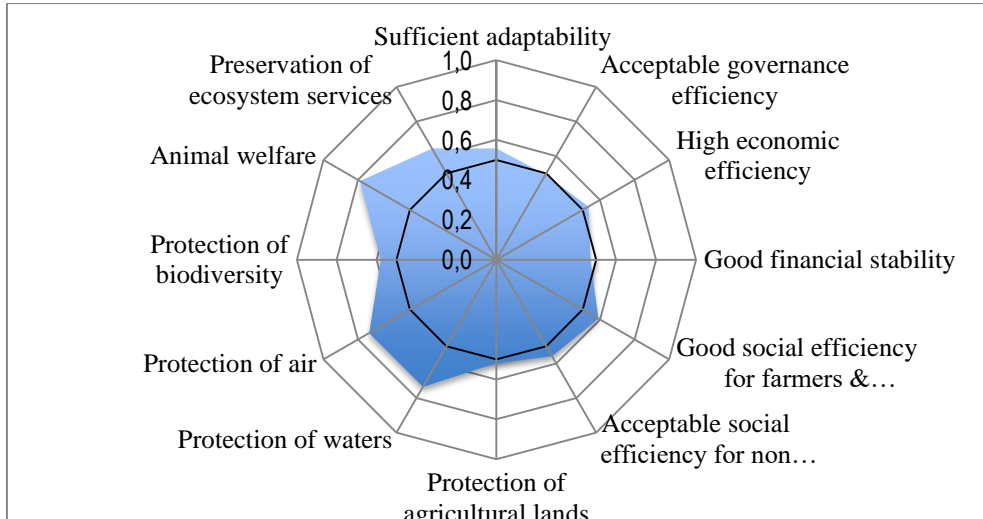 Sufficient adaptability
Acceptable governance
efficiency
High economic
efficiency
Good financial stability
Good social efficiency
for farmers &…
Acceptable social
efficiency for non…
Protection of
agricultural lands
Protection of waters
Protection of air
Protection of
biodiversity
Animal welfare
Preservation of
ecosystem services
1,0
0,8
0,6
0,4
0,2
0,0